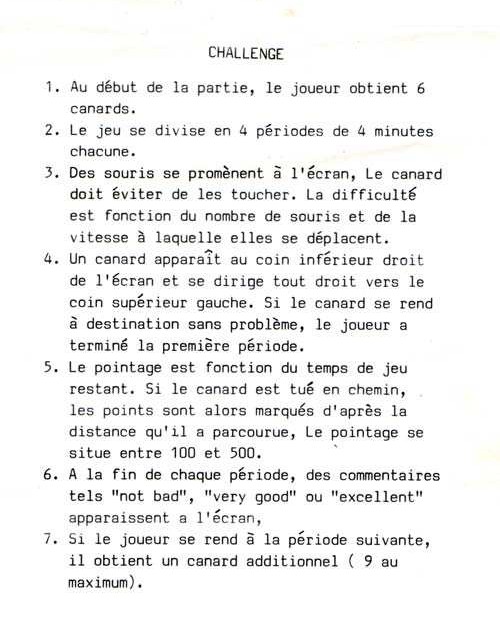 CHALLENGE
1. Au début de la partie, le joueur obtient 6
canards.
2. Le jeu se divise en 4 périodes de 4 minutes
chacune.
3. Des souris se promènent à l'écran, Le canard
doit éviter de les toucher. La difficulté
est fonction du nombre de souris et de la
vitesse à laquelle elles se déplacent.
4. Un canard apparaît au coin inférieur droit
de l'écran et se dirige tout droit vers le
coin supérieur gauche. Si le canard se rend
à destination sans problème, le joueur a
terminé la première période.
5. Le pointage est fonction du temps de jeu
restant. Si le canard est tué en chemin,
les points sont alors marqués d'après la
distance qu'il a parcourue, Le pointage se
situe entre 100 et 500.
6. A la fin de chaque période, des commentaires
tels "not bad", "very good" ou "excellent"
apparaissent a l'écran,
7. Si le joueur se rend à la période suivante,
il obtient un canard additionnel ( 9 au
maximum).